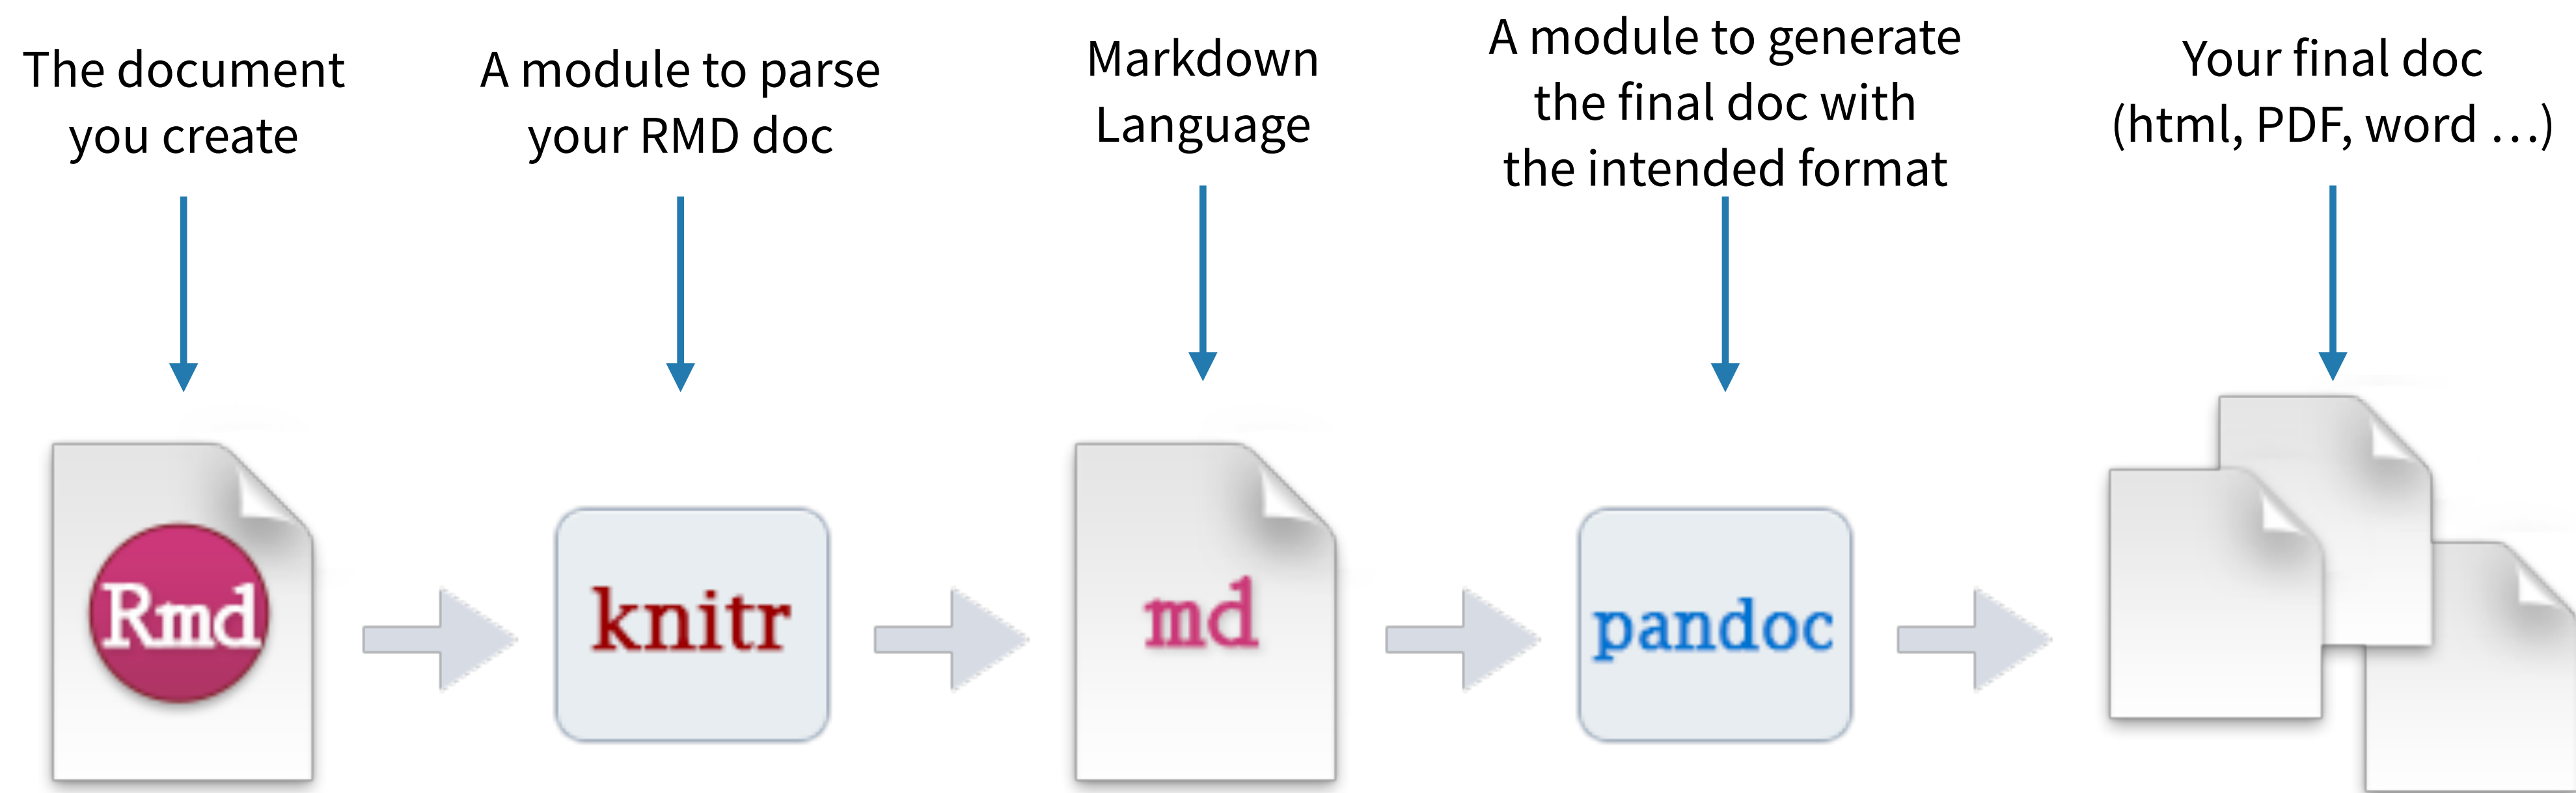 The document
you create
A module to parse
your RMD doc
Markdown
Language
A module to generate
the final doc with
the intended format
Your final doc
(html, PDF, word …)
Rmd
knitr
md
pandoc